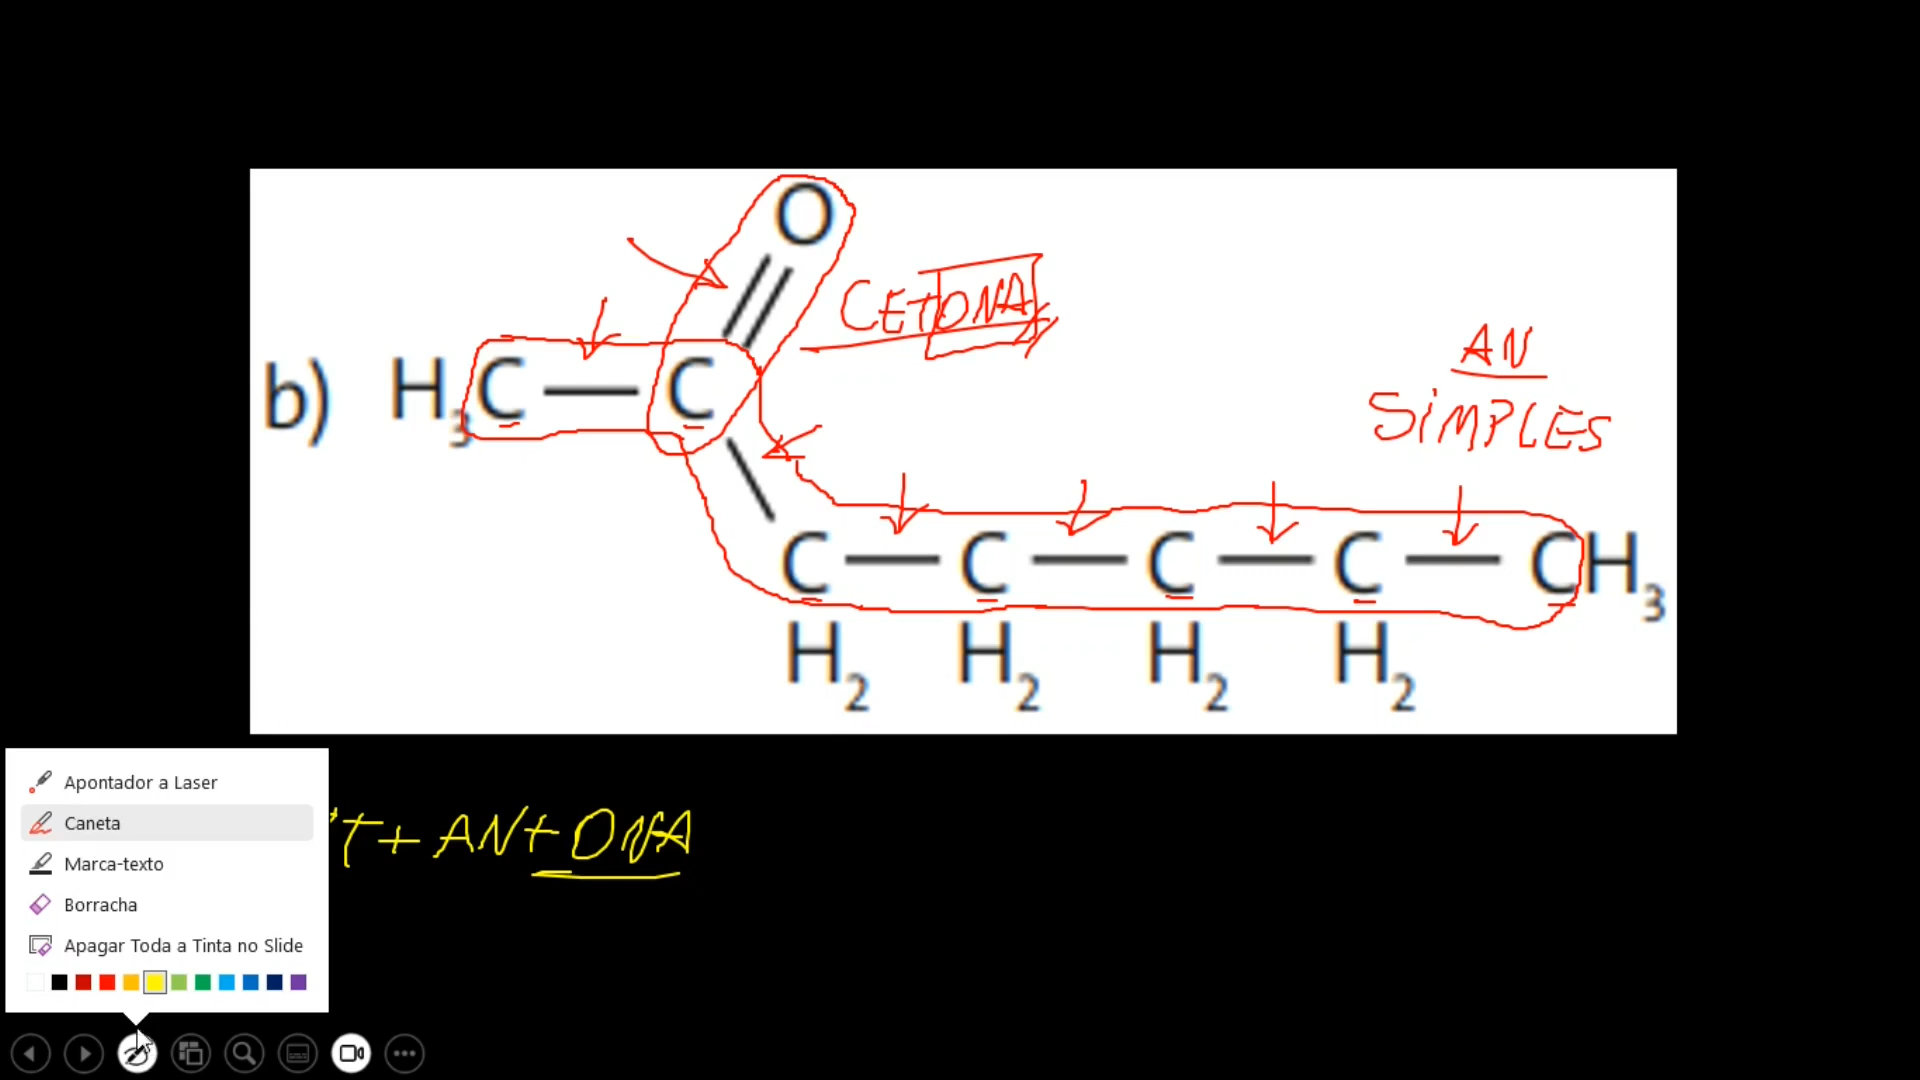 O
CETONA
AN
SIMPLES
b) H3C — C
C — C — C — C — CH3
H2 H2 H2 H2
Apontador a Laser
Caneta
T + AN + ONA
Marca-texto
Borracha
Apagar Toda a Tinta no Slide